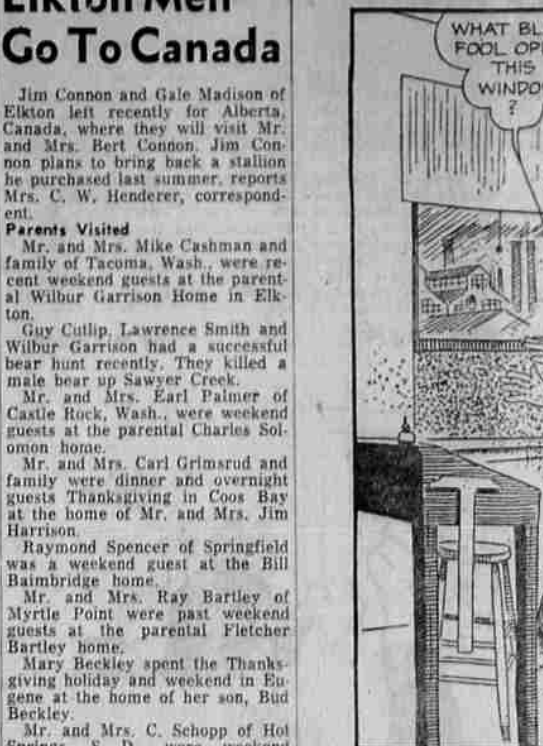 Elkton Men
Go To Canada
Jim Connon and Gale Madison of
Elkton left recently for Alberta,
Canada, where they will visit Mr.
and Mrs. Bert Connon. Jim Con-
non plans to bring back a stallion
he purchased last summer, reports
Mrs. C. W. Henderer, correspond-
ent.
Parents Visited
Mr. and Mrs. Mike Cashman and
family of Tacoma, Wash., were re-
cent weekend guests at the parent-
al Wilbur Garrison Home in Elk-
ton.
Guy Cutlip, Lawrence Smith and
Wilbur Garrison had a successful
bear hunt recently. They killed a
male bear up Sawyer Creek.
Mr. and Mrs. Earl Palmer of
Castle Rock, Wash., were weekend
guests at the parental Charles Sol-
omon home.
Mr. and Mrs. Carl Grimsrud and
family were dinner and overnight
guests Thanksgiving in Coos Bay
at the home of Mr. and Mrs. Jim
Harrison.
Raymond Spencer of Springfield
was a weekend guest at the Bill
Baimbridge home.
Mr. and Mrs. Ray Bartley of
Myrtle Point were past weekend
guests at the parental Fletcher
Bartley home.
Mary Beckley spent the Thanks-
giving holiday and weekend in Eu-
gene at the home of her son, Bud
Beckley.
Mr. and Mrs. C. Schopp of Hot
Springs, S. D., were weekend
WHAT BL
FOOL OP
THIS
WINDO
?